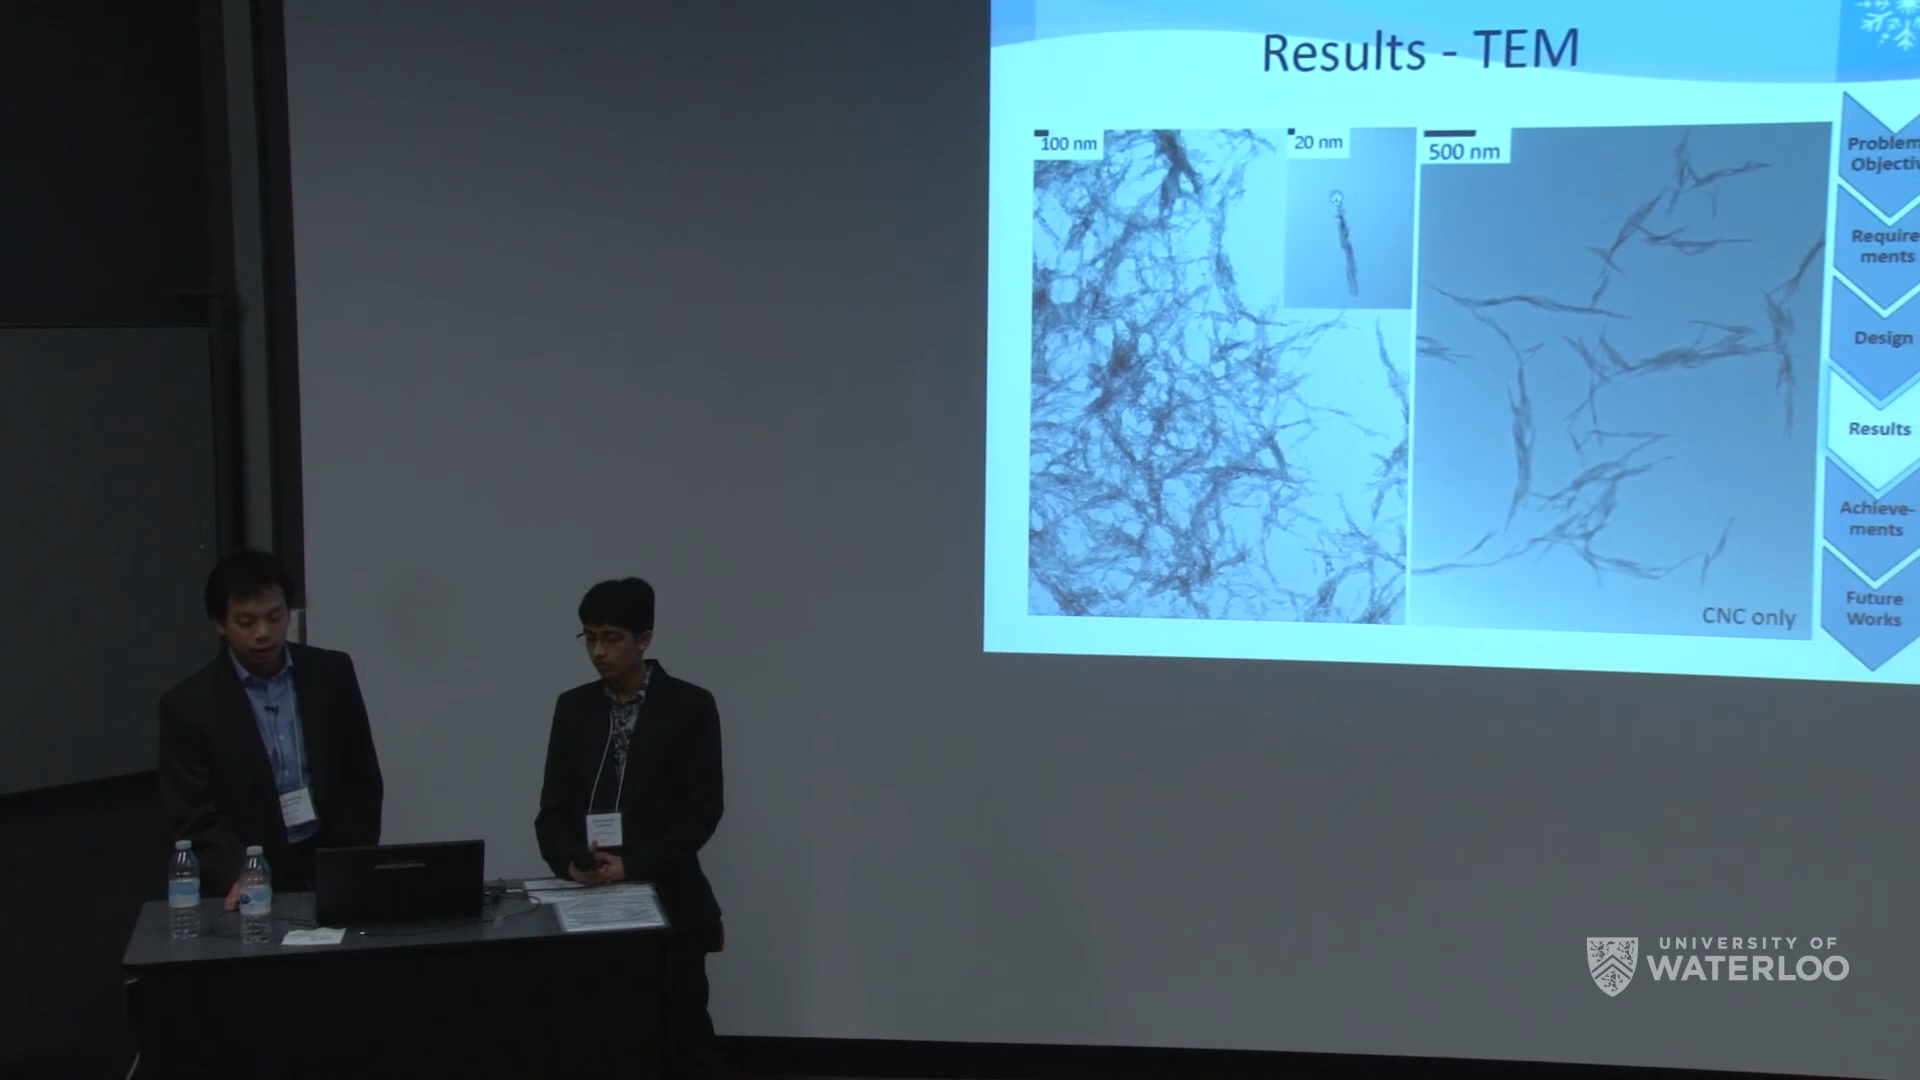 Results - TEM
100 nm
20 nm
500 nm
CNC only
Problem
Objectiv
Require
ments
Design
Results
Achieve-
ments
Future
Works
UNIVERSITY OF
WATERLOO